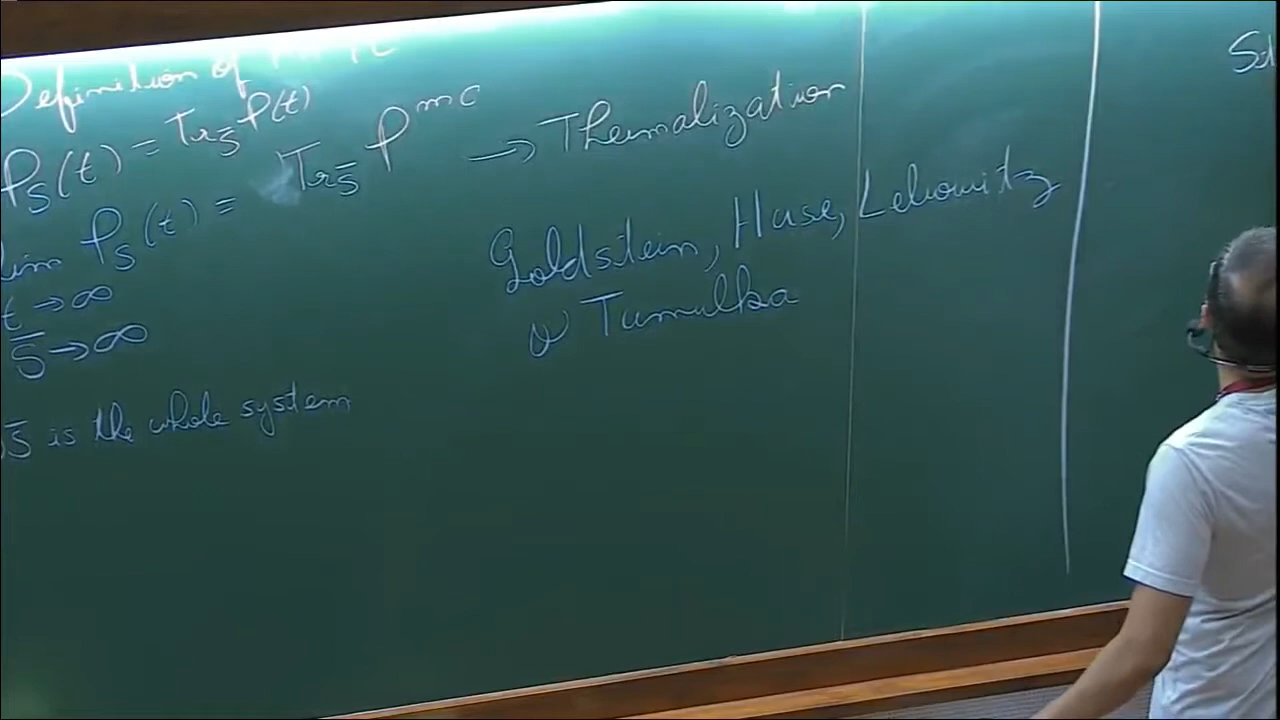 Definition of
ρ_S(t) = Tr_S̄ ρ(t)
lim ρ_S(t) = Tr_S̄ ρ^mc → Thermalization
t → ∞
S̄ → ∞
S̄ is the whole system
Goldstein, Huse, Lebowitz
& Tumulka